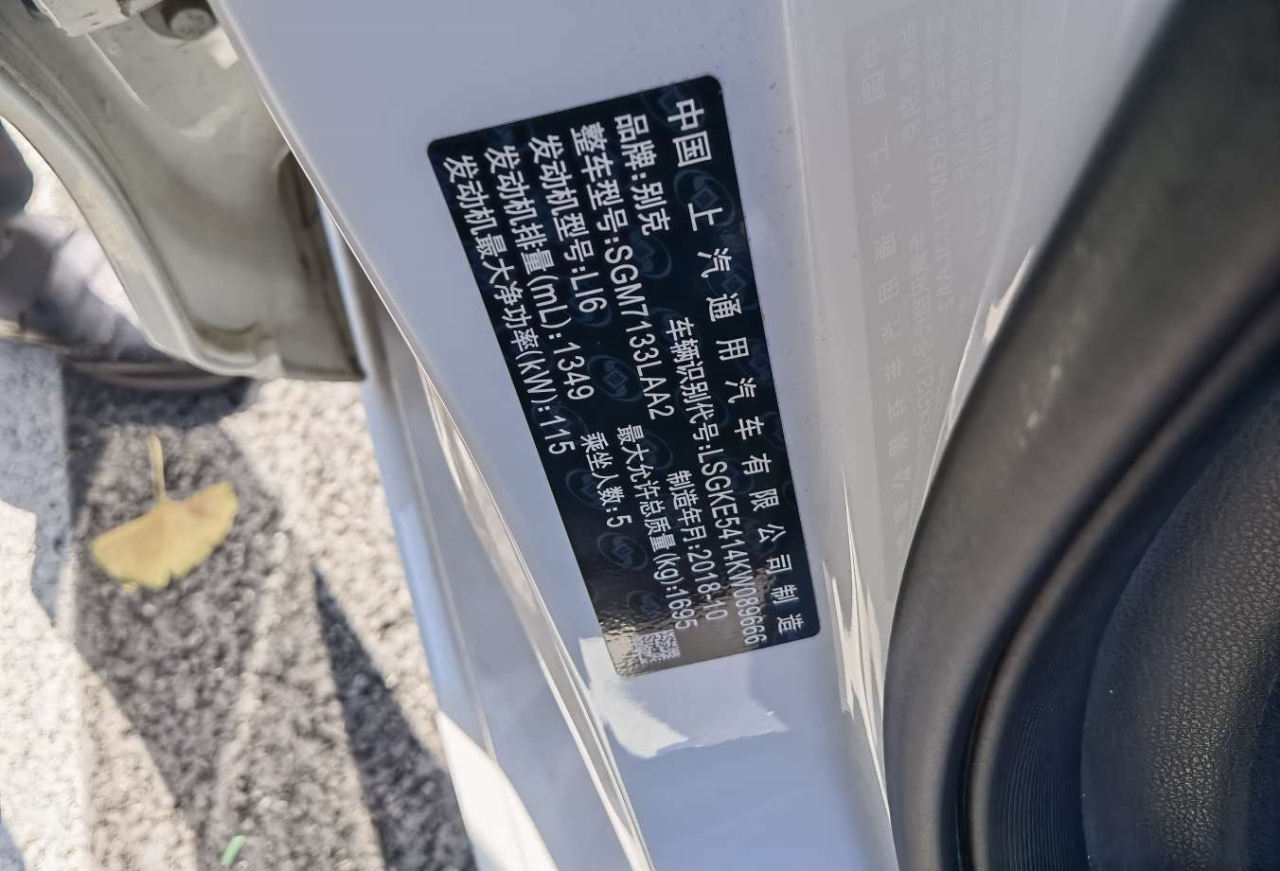 中国上汽通用汽车有限公司制造
品牌:别克 车辆识别代号:LSGKE5414KW089666
整车型号:SGM7133LAA2 制造年月:2018-10
发动机型号:LI6 最大允许总质量(kg):1695
发动机排量(mL):1349 乘坐人数:5
发动机最大净功率(kW):115